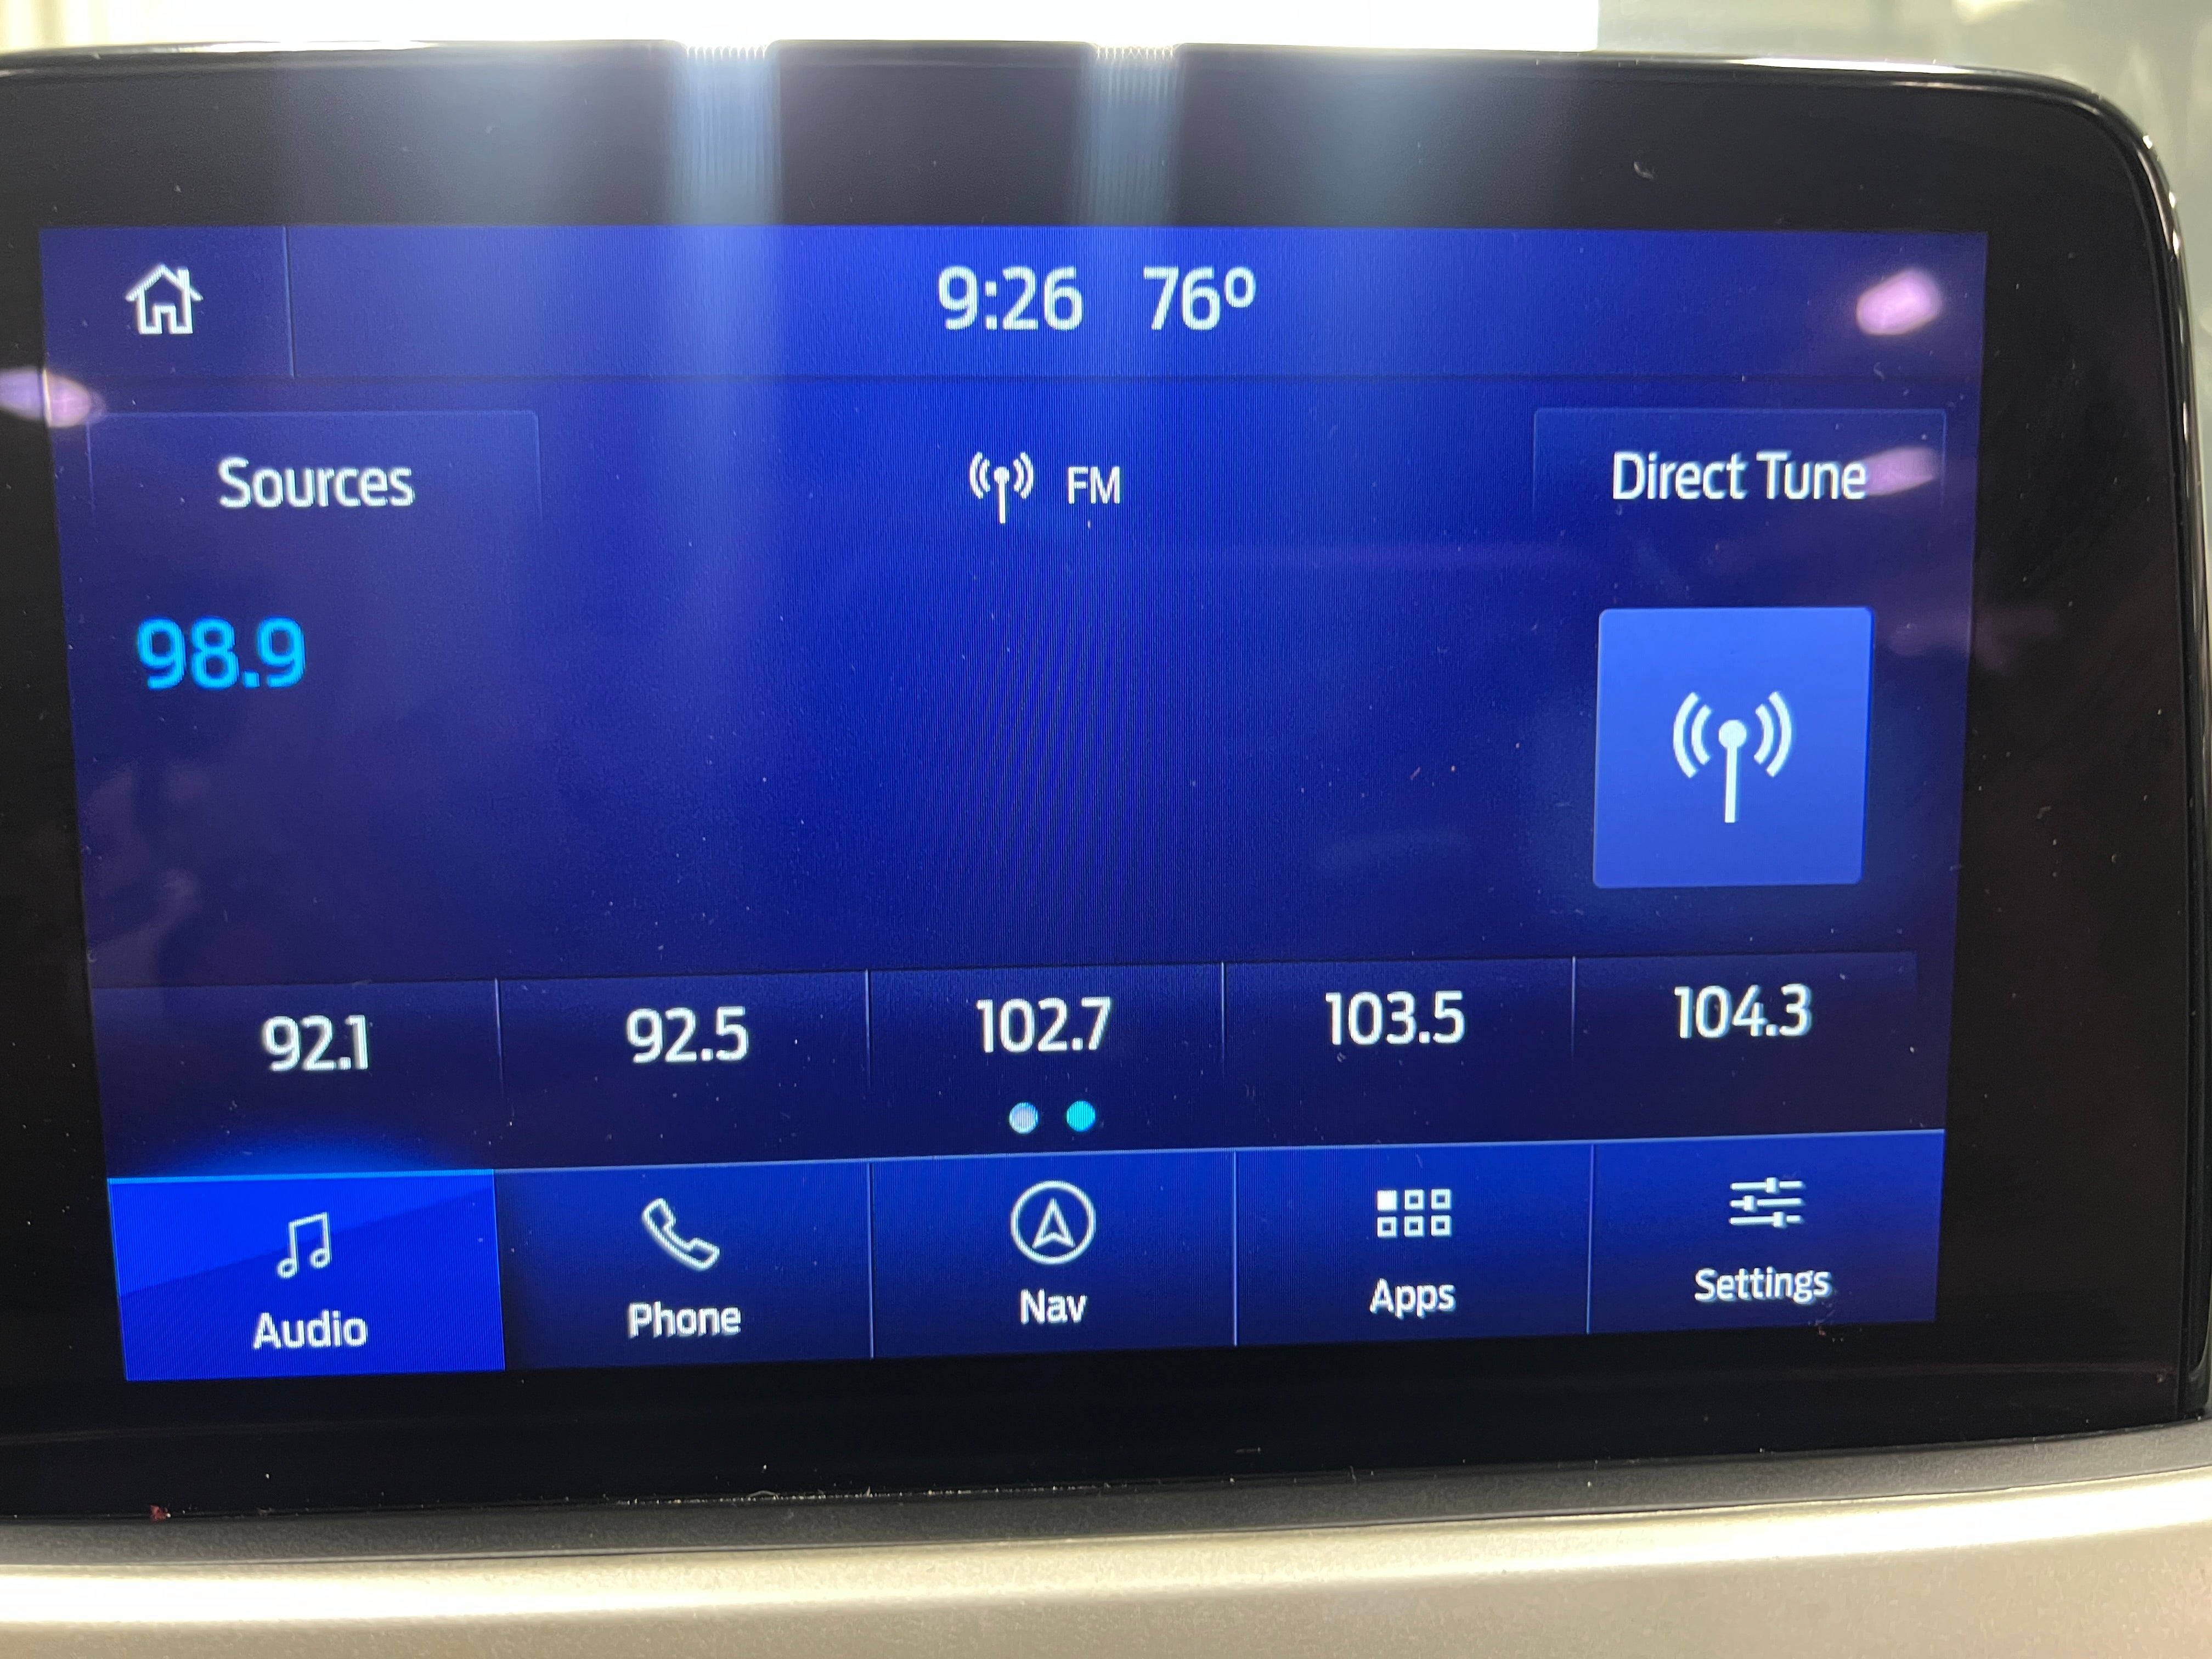 9:26 76º
Sources FM Direct Tune
98.9
92.1 92.5 102.7 103.5 104.3
Audio Phone Nav Apps Settings